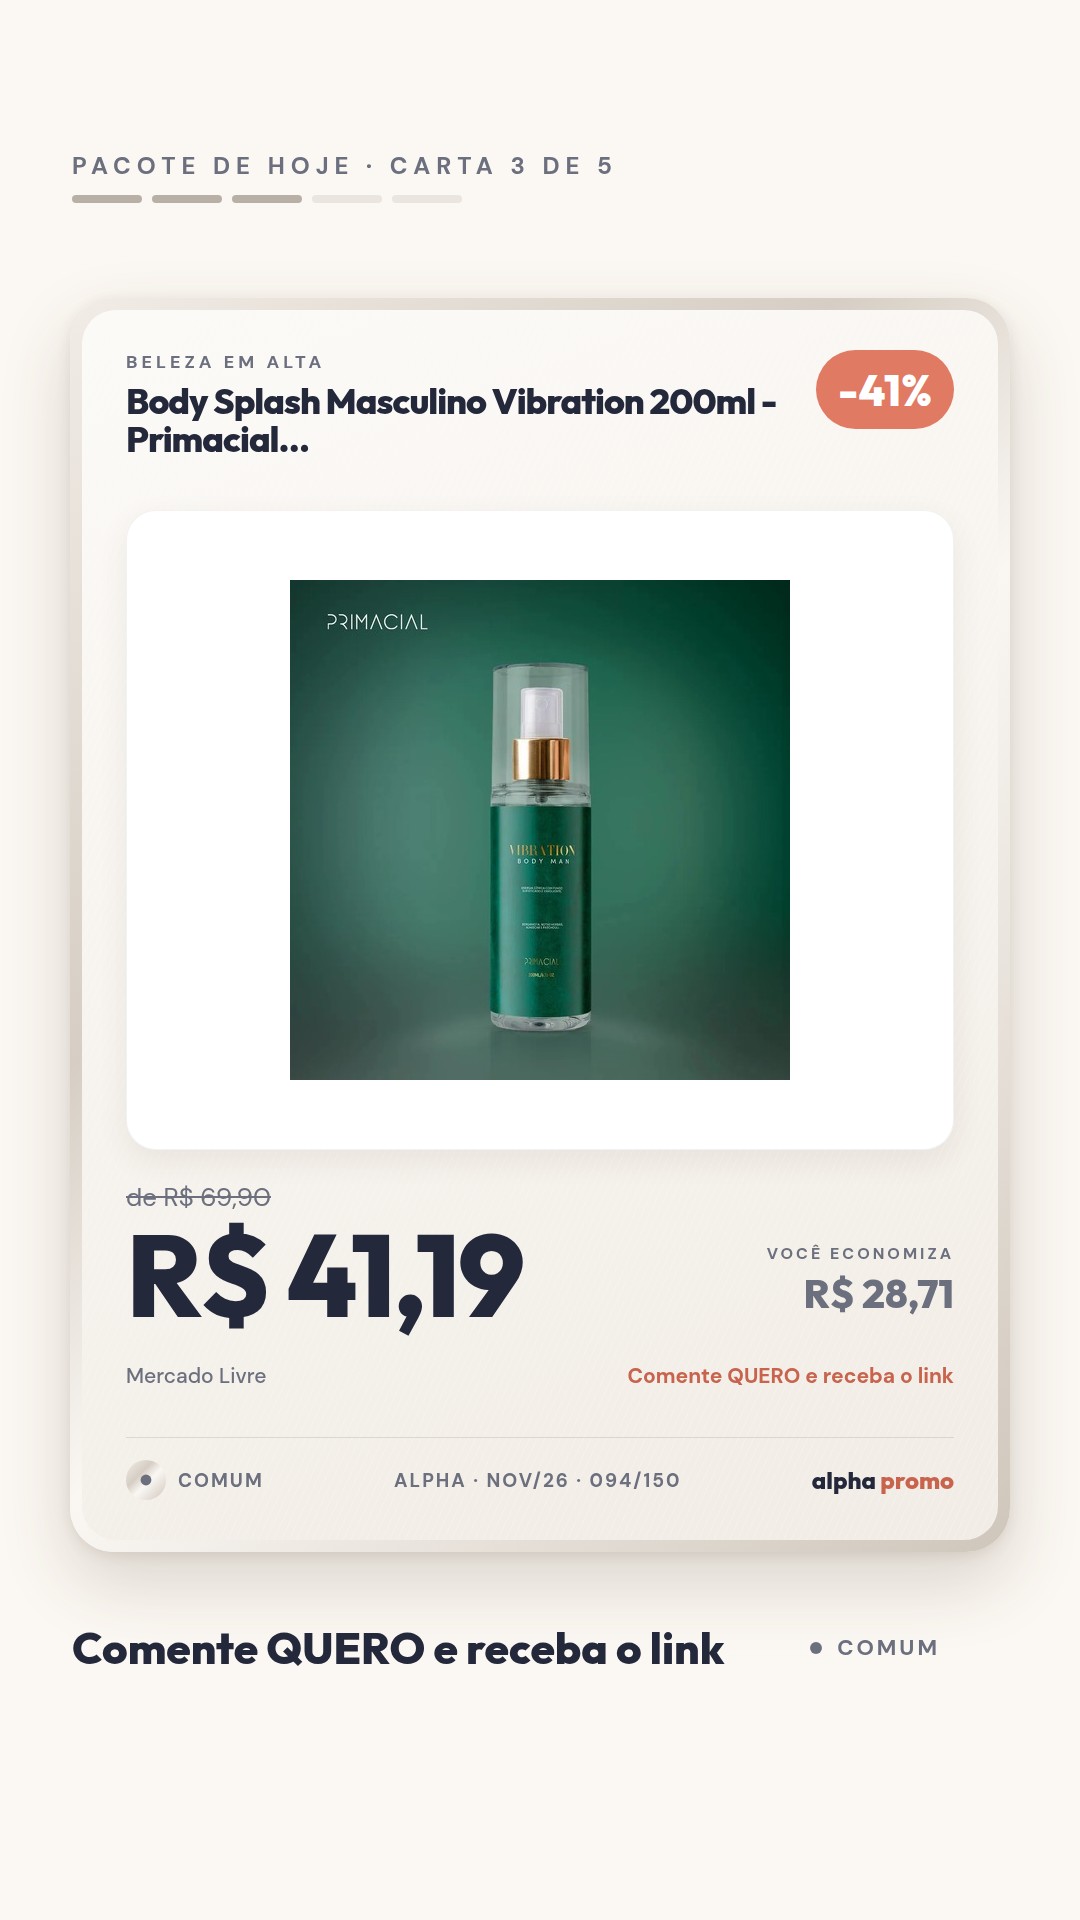 PACOTE DE HOJE · CARTA 3 DE 5
BELEZA EM ALTA
Body Splash Masculino Vibration 200ml -
Primacial...
-41%
PRIMACIAL
VIBRATION
BODY MAN
PRIMACIAL
de R$ 69,90
R$ 41,19
VOCÊ ECONOMIZA
R$ 28,71
Mercado Livre
Comente QUERO e receba o link
COMUM
ALPHA · NOV/26 · 094/150
alpha promo
Comente QUERO e receba o link
COMUM